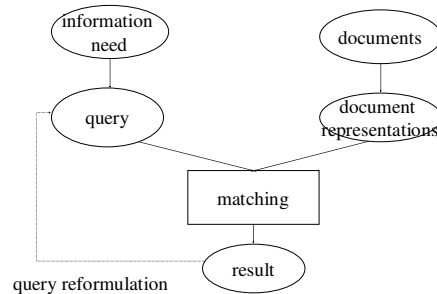 information
need
documents
query
document
representations
matching
result
query reformulation